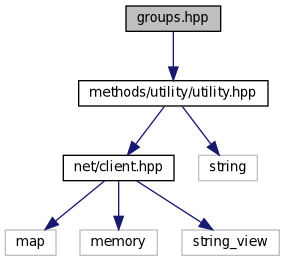 groups.hpp
methods/utility/utility.hpp
net/client.hpp
string
map
memory
string_view